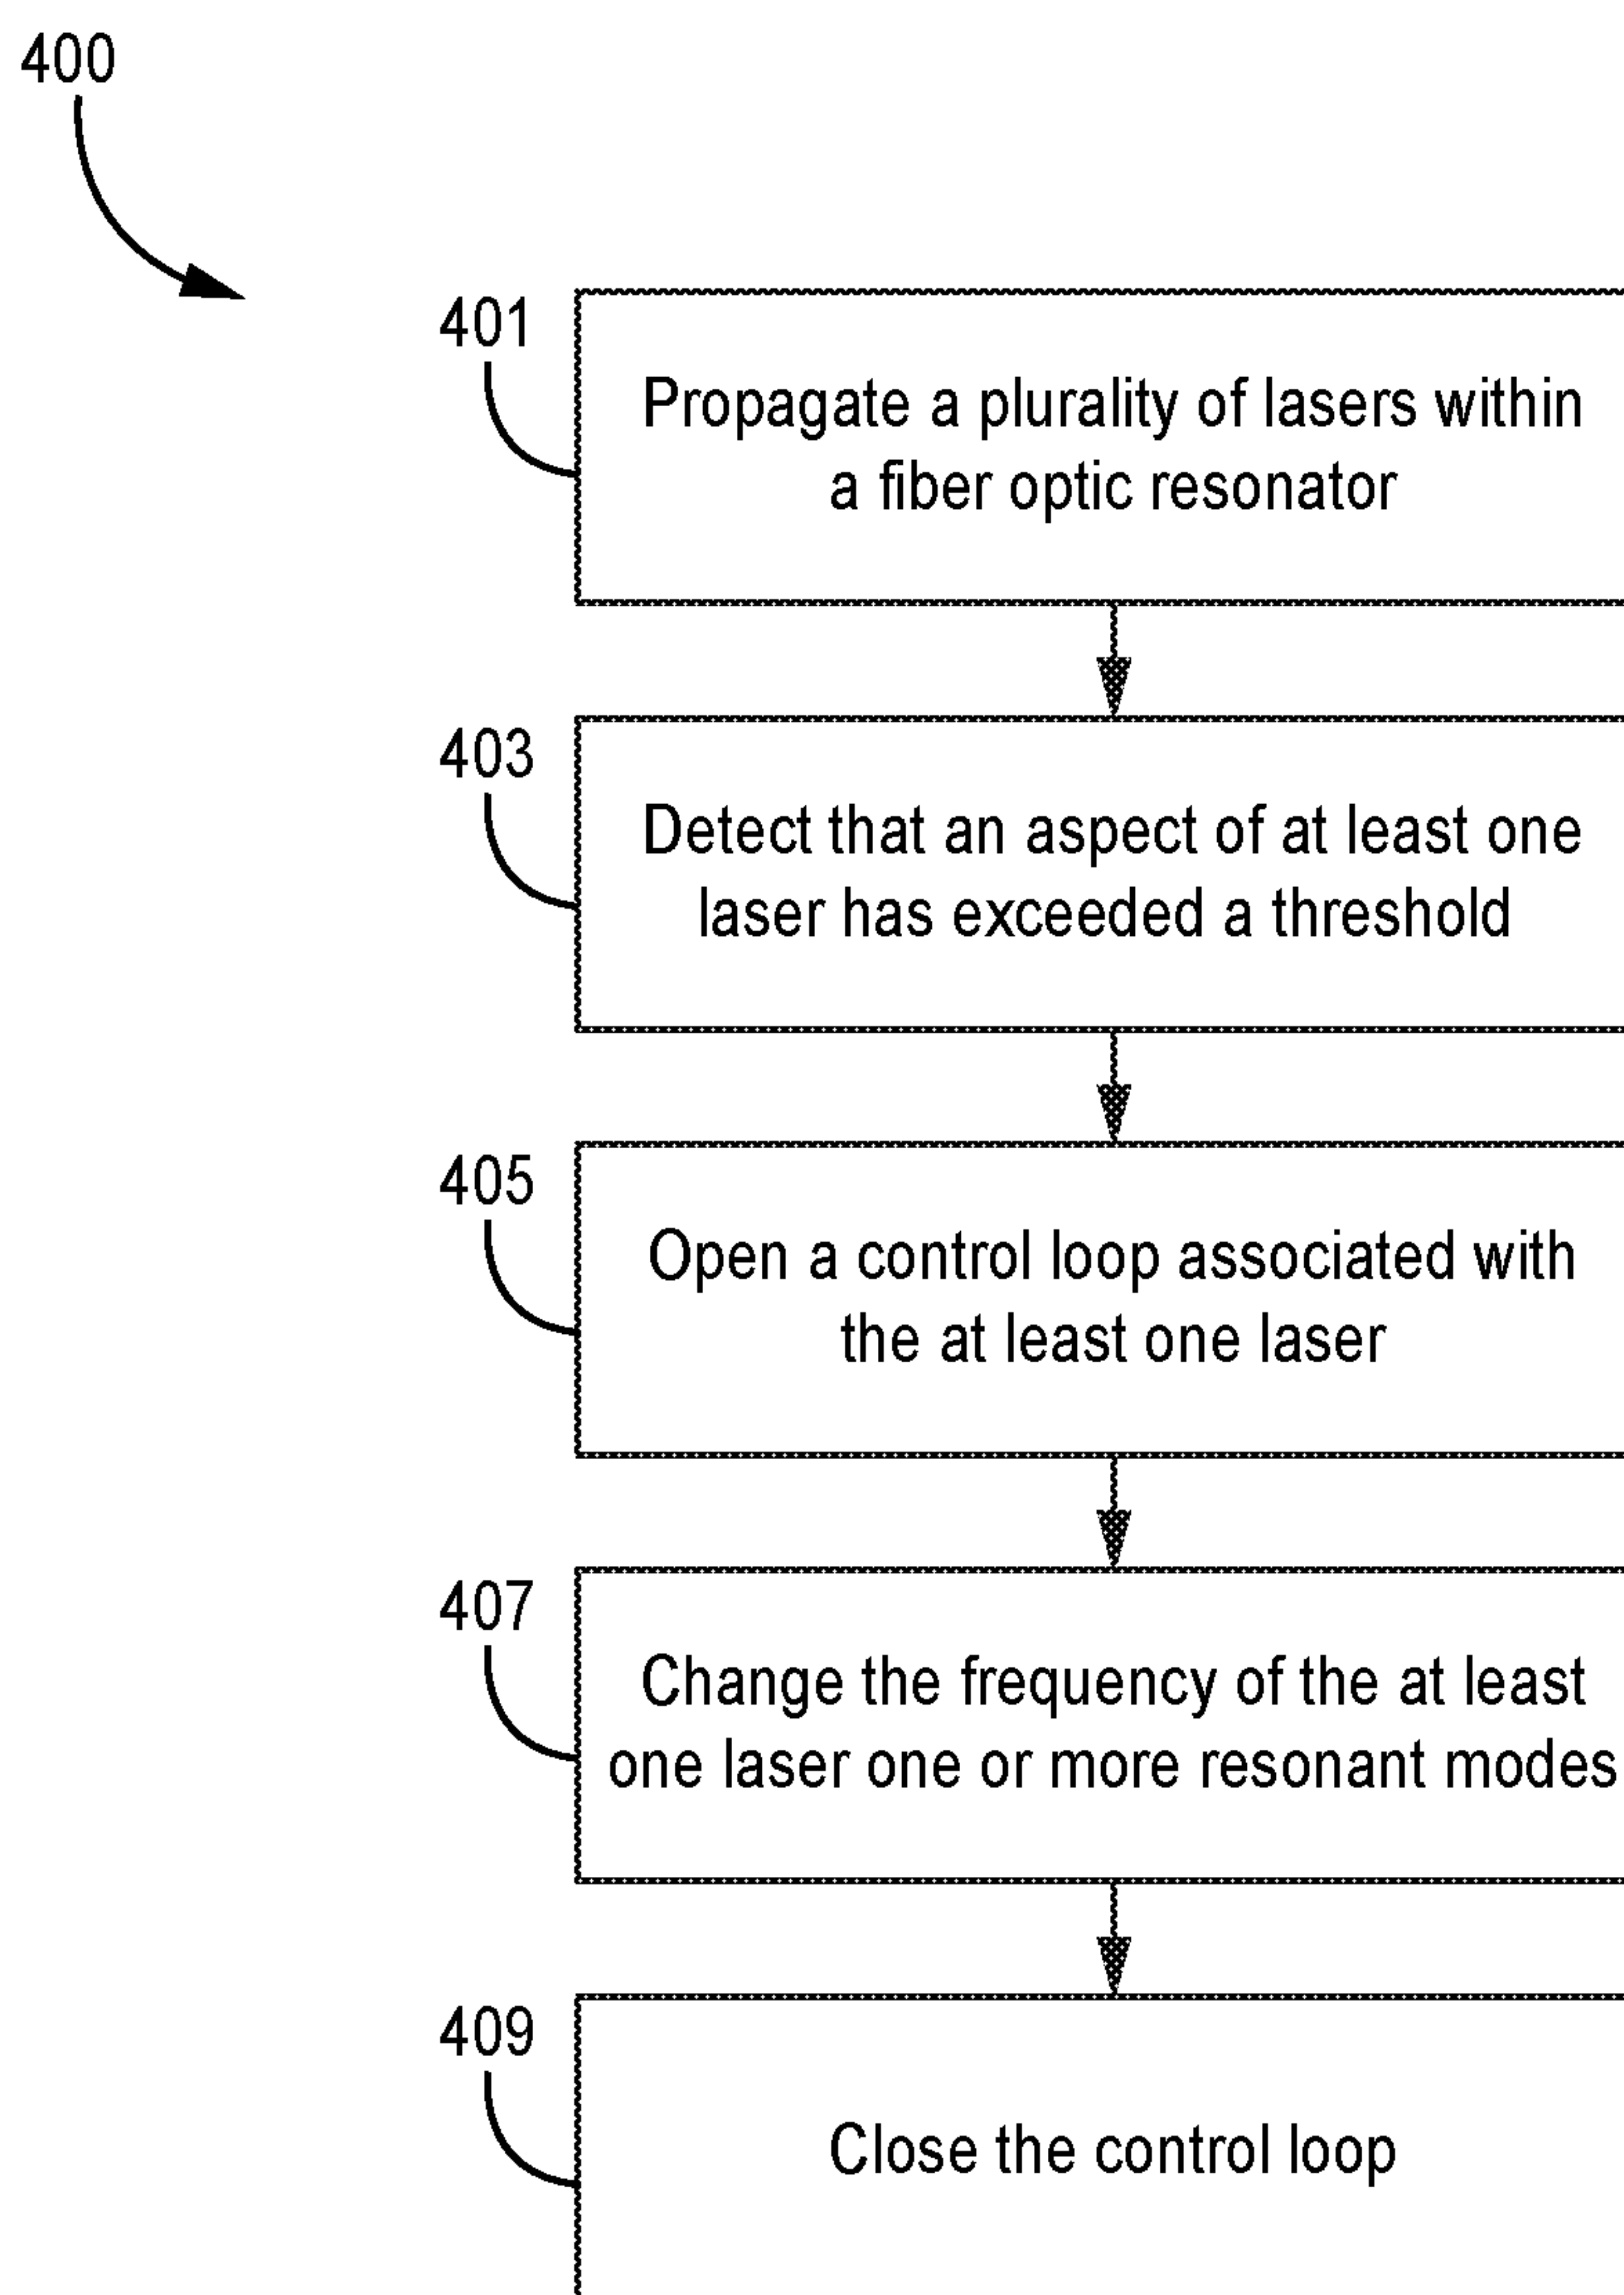 400
401
Propagate a plurality of lasers within
a fiber optic resonator
403
Detect that an aspect of at least one
laser has exceeded a threshold
405
Open a control loop associated with
the at least one laser
407
Change the frequency of the at least
one laser one or more resonant modes
409
Close the control loop